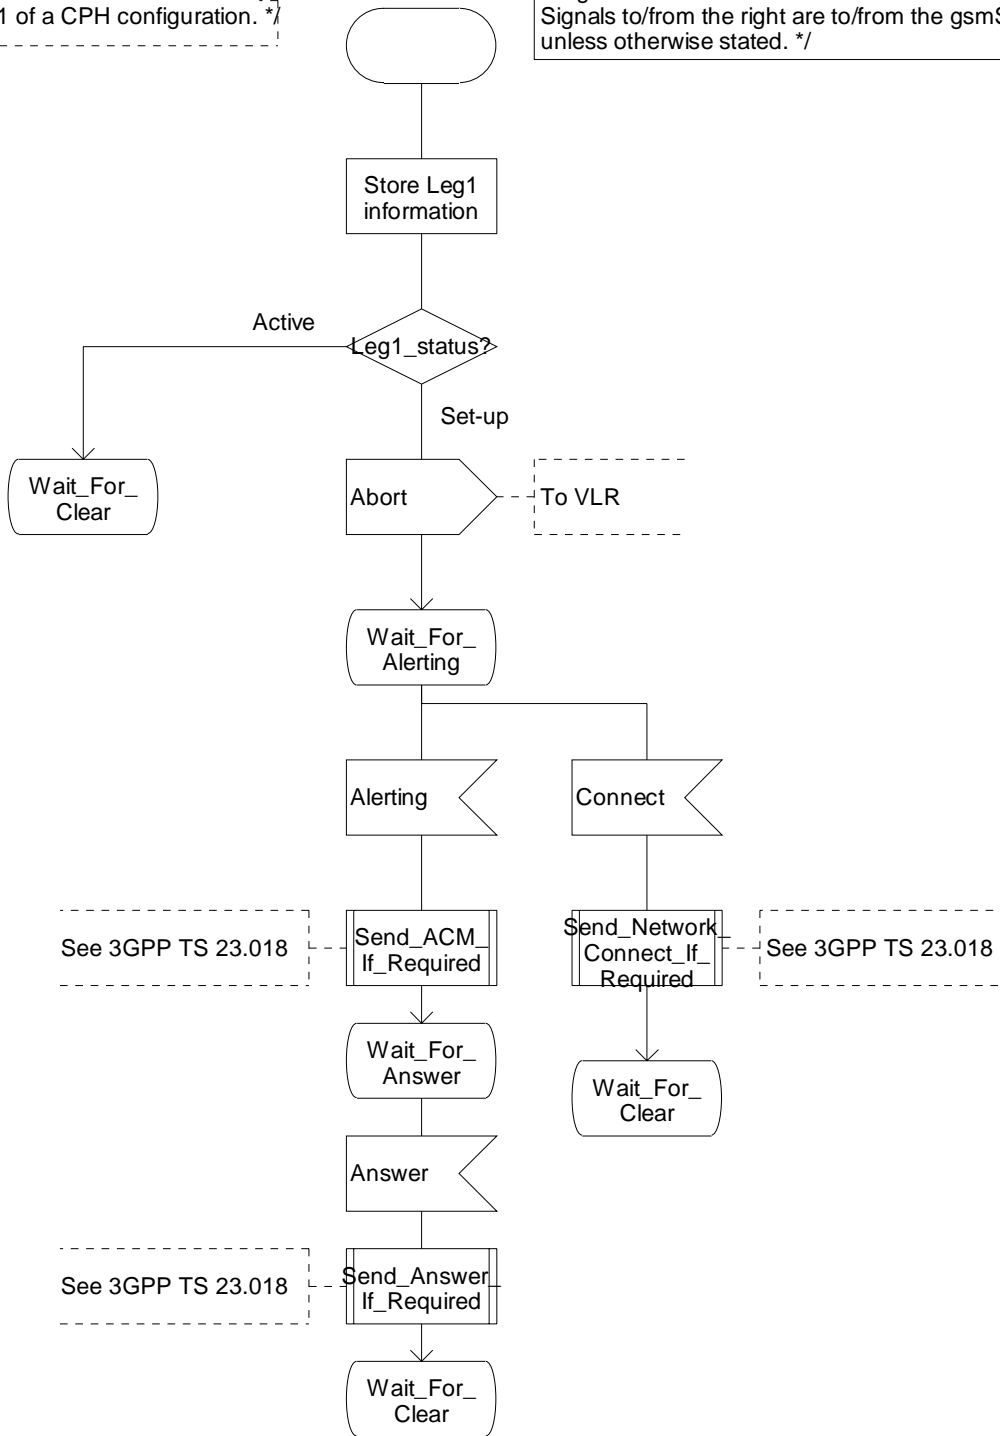 1 of a CPH configuration. */
Signals to/from the right are to/from the
unless otherwise stated. */
Store Leg1
information
Leg1_status?
Active
Set-up
Wait_For_
Clear
Abort
To VLR
Wait_For_
Alerting
Alerting
Connect
See 3GPP TS 23.018
Send_ACM_
If_Required
Send_Network_
Connect_If_
Required
See 3GPP TS 23.018
Wait_For_
Answer
Wait_For_
Clear
Answer
See 3GPP TS 23.018
Send_Answer_
If_Required
Wait_For_
Clear